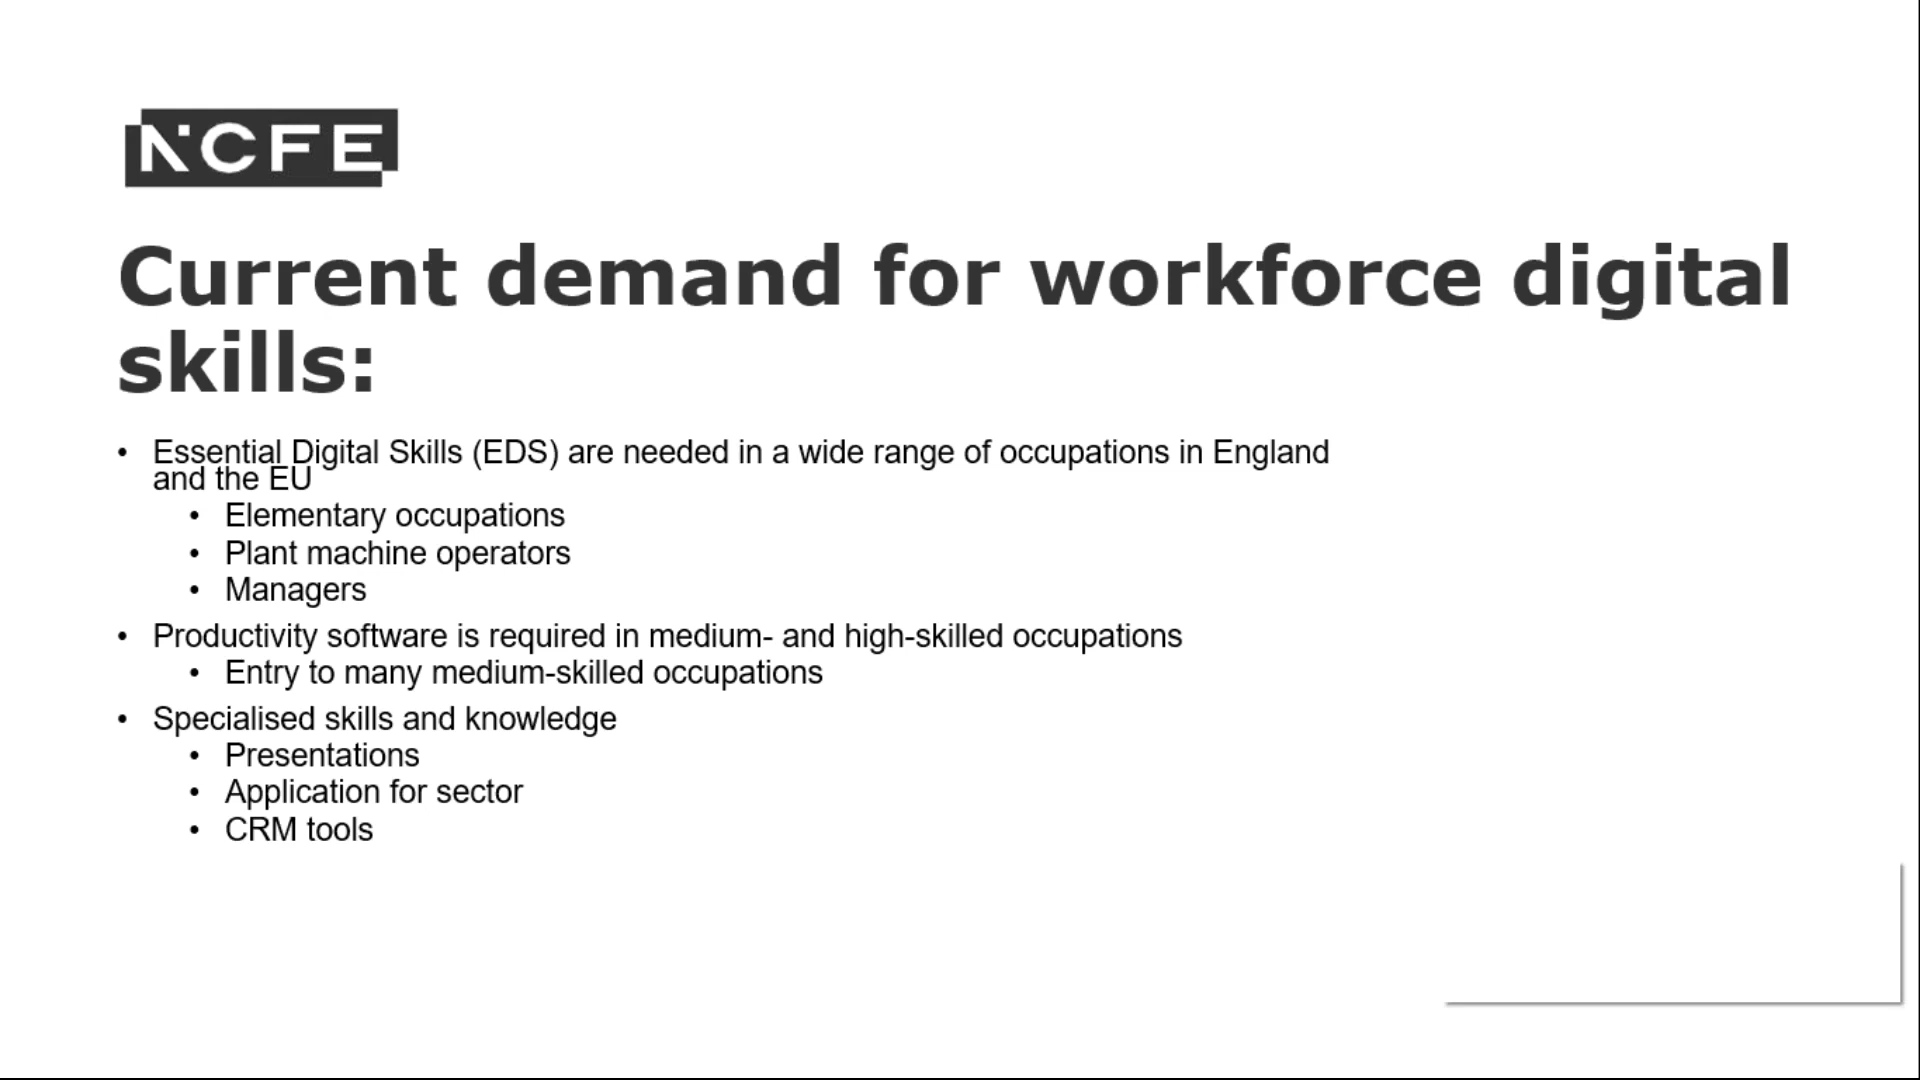 NCFE
Current demand for workforce digital
skills:
• Essential Digital Skills (EDS) are needed in a wide range of occupations in England
and the EU
• Elementary occupations
• Plant machine operators
• Managers
• Productivity software is required in medium- and high-skilled occupations
• Entry to many medium-skilled occupations
• Specialised skills and knowledge
• Presentations
• Application for sector
• CRM tools